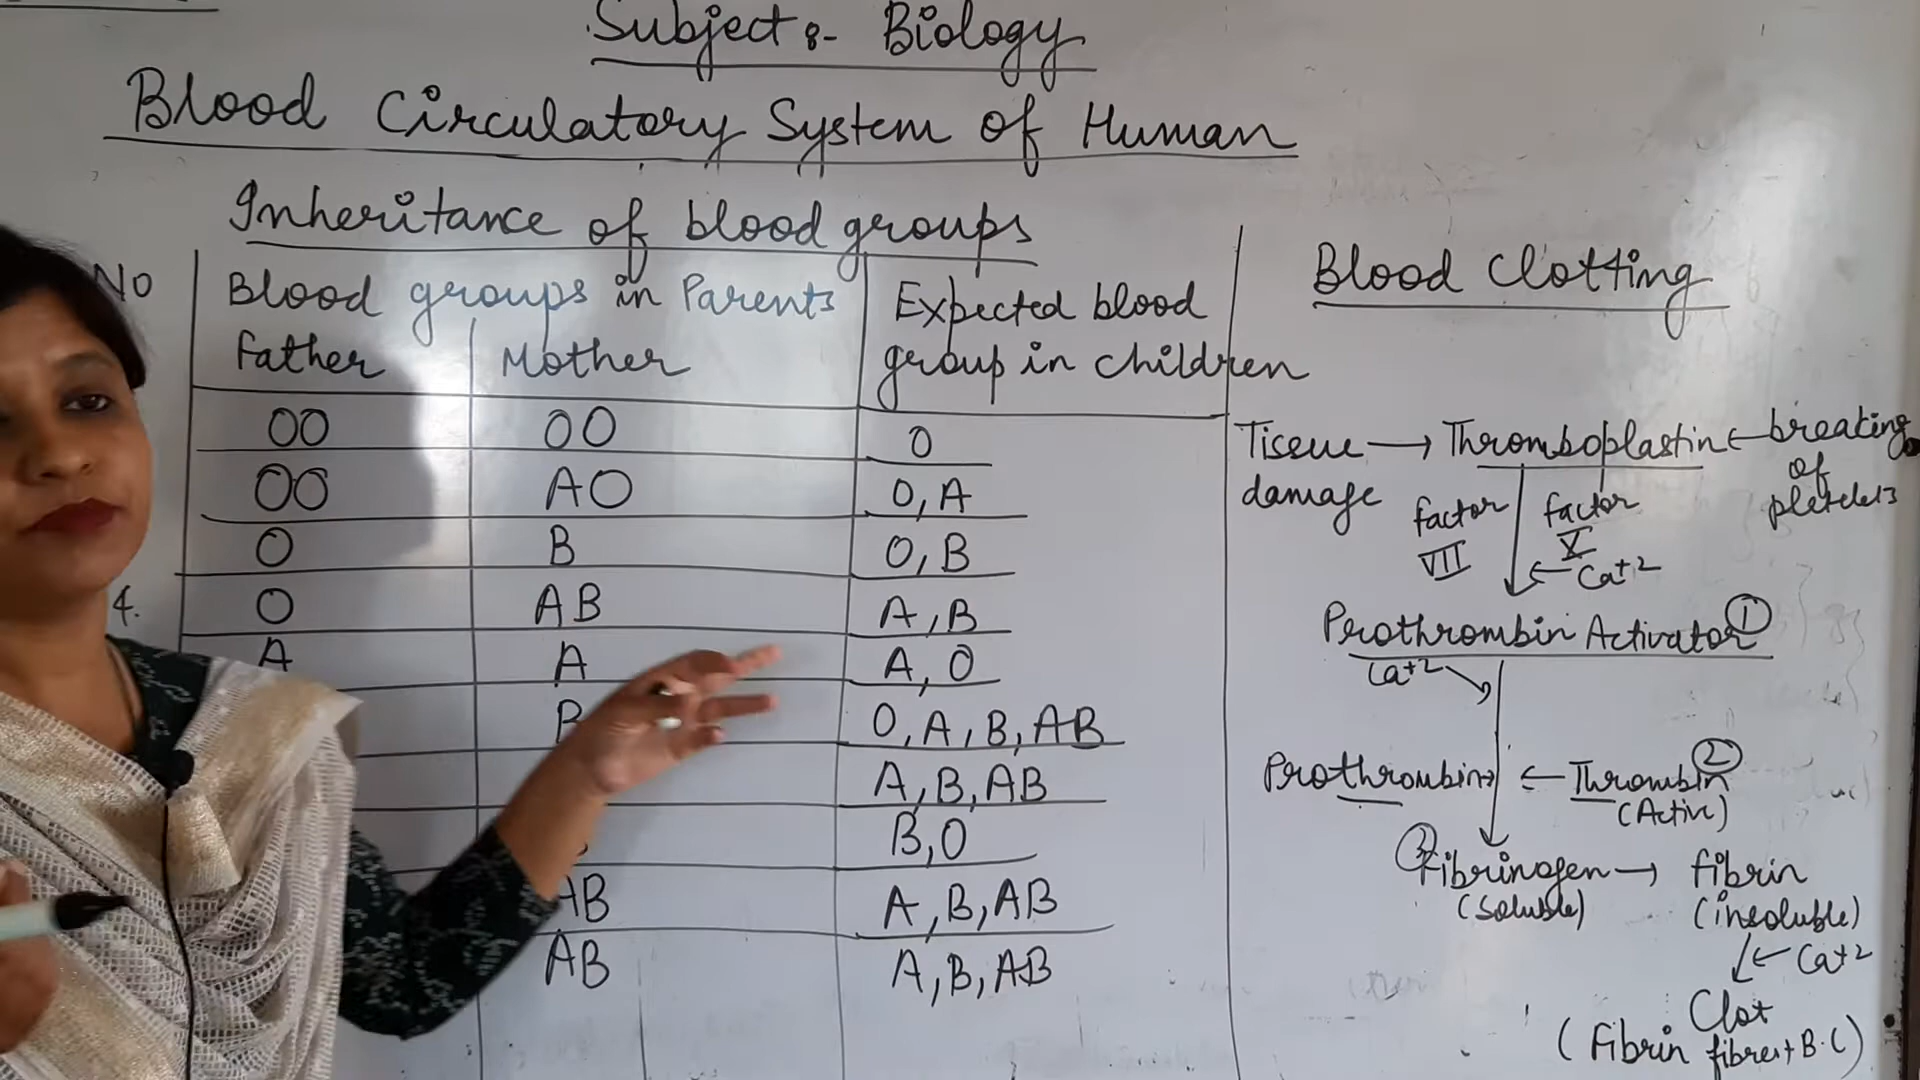 Subject :- Biology
Blood Circulatory System of Human
Inheritance of blood groups
No
Blood groups in Parents
Father
Mother
Expected blood
group in children
OO
OO
O
OO
AO
O, A
O
B
O, B
4.
O
AB
A, B
A
A
A, O
B
O, A, B, AB
A, B, AB
B, O
AB
A, B, AB
AB
A, B, AB
Blood Clotting
Tissue → Thromboplastin ← breaking
damage
of
pletelets
factor
VII
factor
V
← Ca+2
Prothrombin Activator ①
Ca+2
Prothrombin → ← Thrombin ②
(Active)
③ Fibrinogen → fibrin
(Soluble)
(insoluble)
← Ca+2
Clot
(Fibrin fibres + B.C)